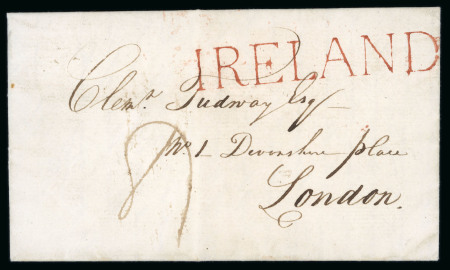 IRELAND
Clemt. Tudway Esqr
No. 1 Devonshire place
London.